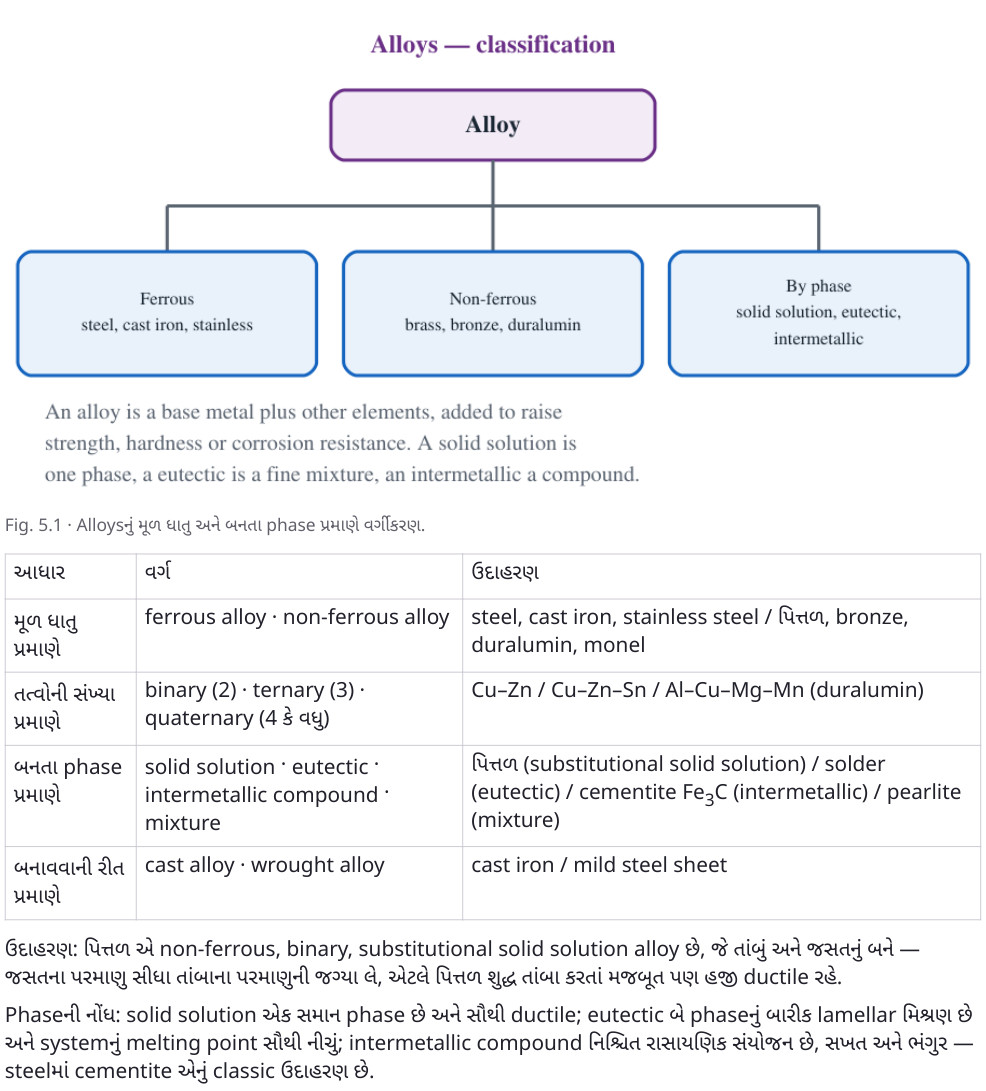 Alloys — classification
Alloy
Ferrous
steel, cast iron, stainless
Non-ferrous
brass, bronze, duralumin
By phase
solid solution, eutectic,
intermetallic
An alloy is a base metal plus other elements, added to raise
strength, hardness or corrosion resistance. A solid solution is
one phase, a eutectic is a fine mixture, an intermetallic a compound.
Fig. 5.1 · Alloysનું મૂળ ધાતુ અને બનતા phase પ્રમાણે વર્ગીકરણ.
આધાર
વર્ગ
ઉદાહરણ
મૂળ ધાતુ
પ્રમાણે
ferrous alloy · non-ferrous alloy
steel, cast iron, stainless steel / પિત્તળ, bronze,
duralumin, monel
તત્વોની સંખ્યા
પ્રમાણે
binary (2) · ternary (3) ·
quaternary (4 કે વધુ)
Cu–Zn / Cu–Zn–Sn / Al–Cu–Mg–Mn (duralumin)
બનતા phase
પ્રમાણે
solid solution · eutectic ·
intermetallic compound ·
mixture
પિત્તળ (substitutional solid solution) / solder
(eutectic) / cementite Fe₃C (intermetallic) / pearlite
(mixture)
બનાવવાની રીત
પ્રમાણે
cast alloy · wrought alloy
cast iron / mild steel sheet
ઉદાહરણ: પિત્તળ એ non-ferrous, binary, substitutional solid solution alloy છે, જે તાંબું અને જસતનું બને —
જસતના પરમાણુ સીધા તાંબાના પરમાણુની જગ્યા લે, એટલે પિત્તળ શુદ્ધ તાંબા કરતાં મજબૂત પણ હજી ductile રહે.
Phaseની નોંધ: solid solution એક સમાન phase છે અને સૌથી ductile; eutectic બે phaseનું બારીક lamellar મિશ્રણ છે
અને systemનું melting point સૌથી નીચું; intermetallic compound નિશ્ચિત રાસાયણિક સંયોજન છે, સખત અને ભંગુર —
steelમાં cementite એનું classic ઉદાહરણ છે.